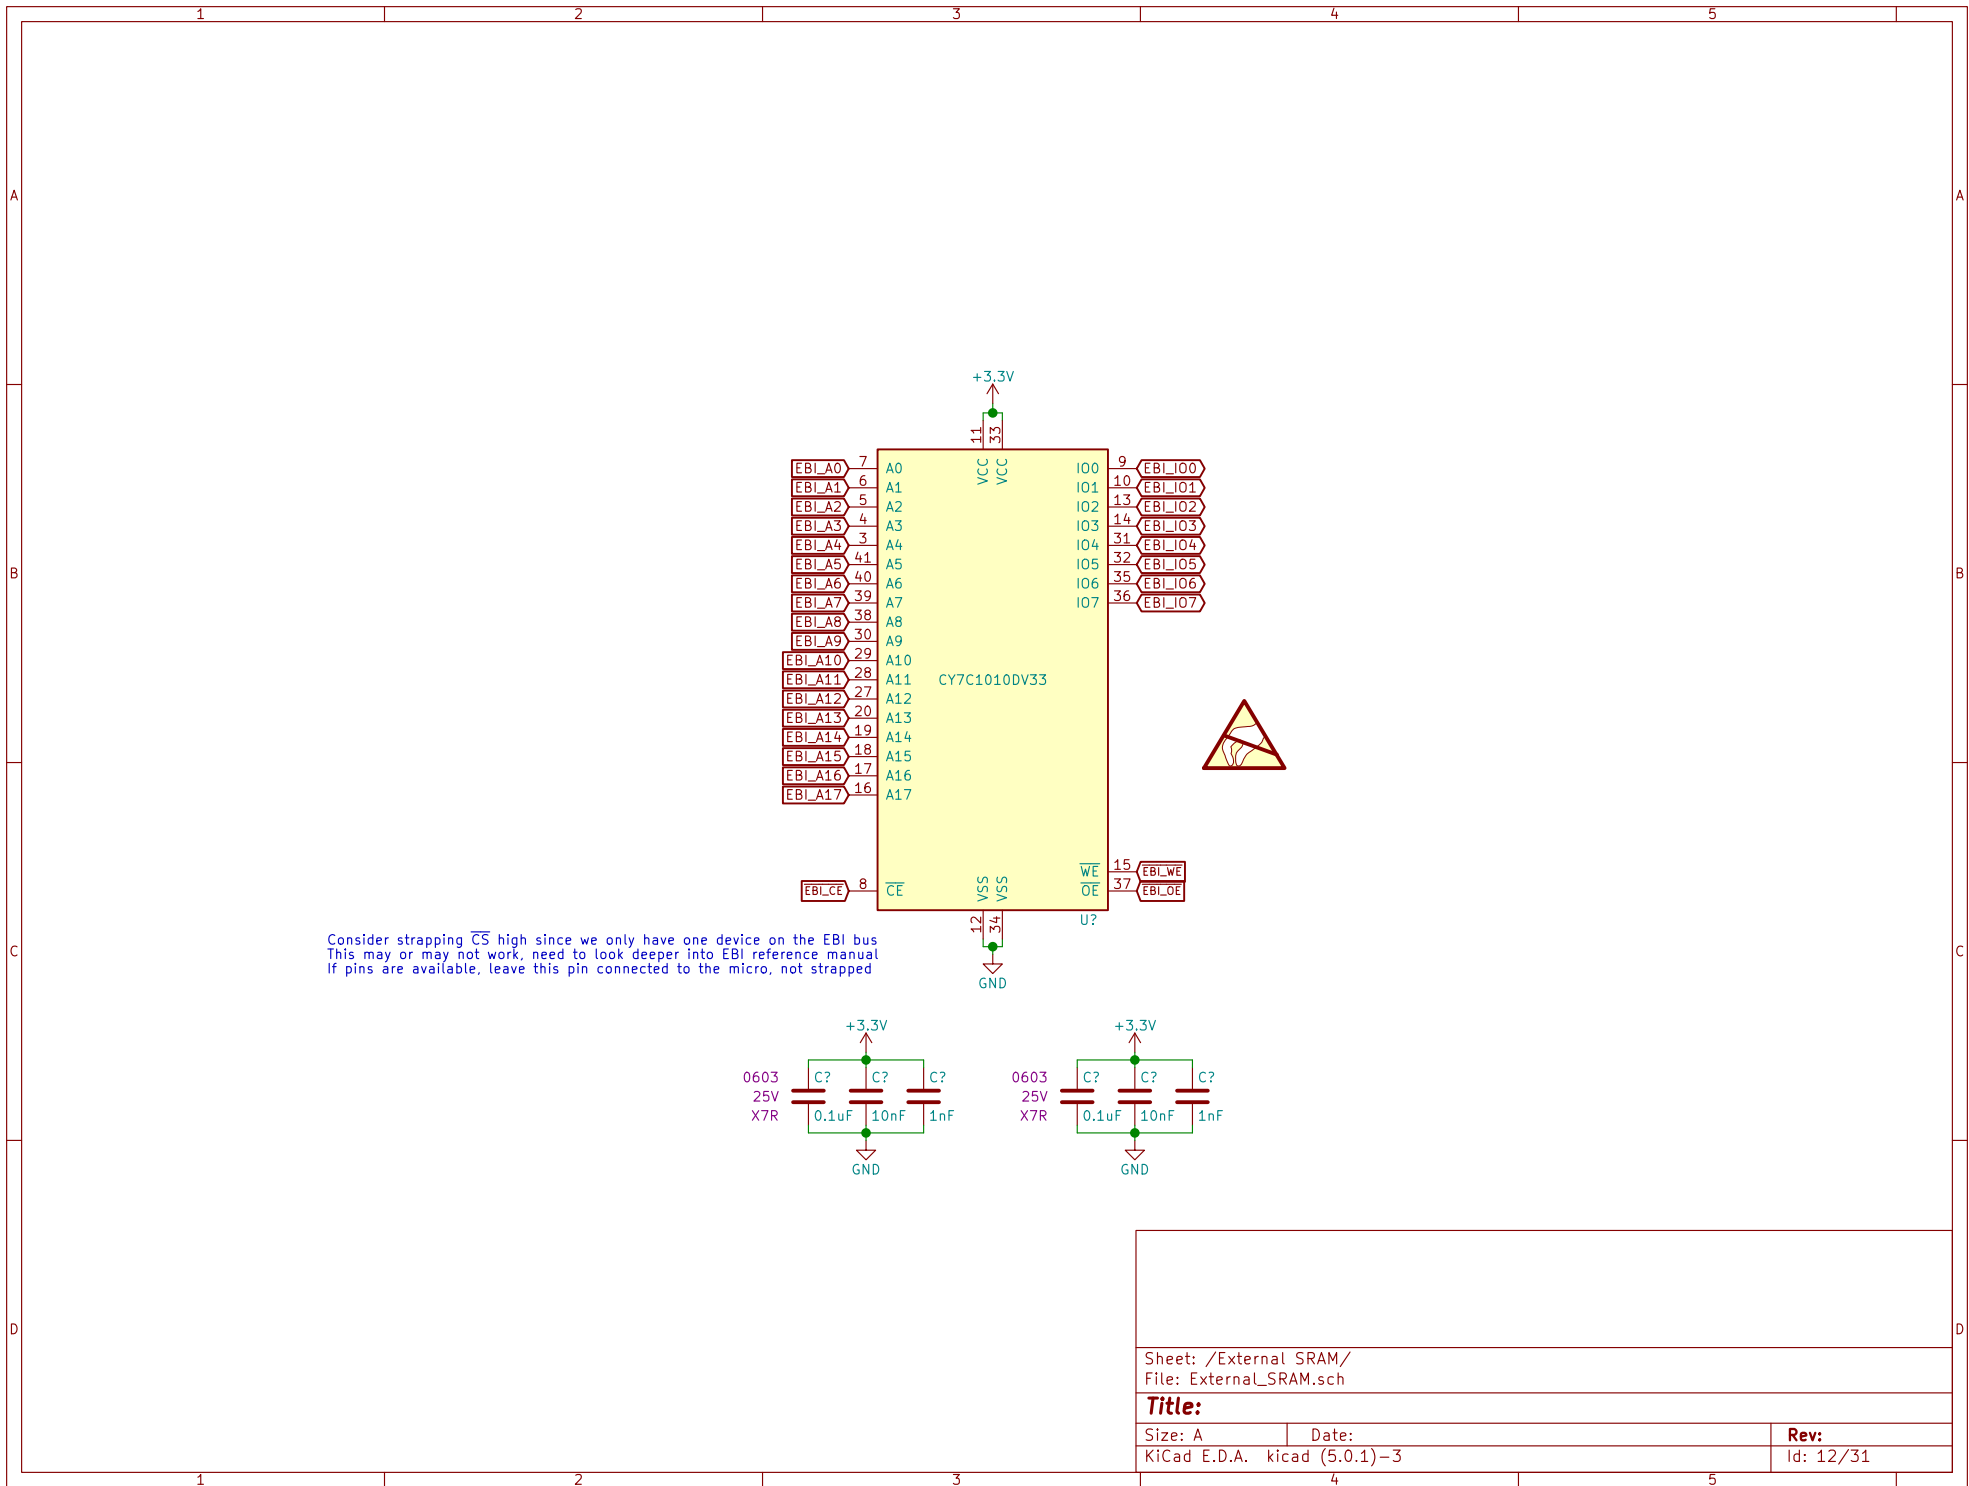 1 2 3 4 5
A A
B B
C C
D D
+3.3V
11 33
VCC VCC
EBI_A0 7 A0 IO0 9 EBI_IO0
EBI_A1 6 A1 IO1 10 EBI_IO1
EBI_A2 5 A2 IO2 13 EBI_IO2
EBI_A3 4 A3 IO3 14 EBI_IO3
EBI_A4 3 A4 IO4 31 EBI_IO4
EBI_A5 41 A5 IO5 32 EBI_IO5
EBI_A6 40 A6 IO6 35 EBI_IO6
EBI_A7 39 A7 IO7 36 EBI_IO7
EBI_A8 38 A8
EBI_A9 30 A9
EBI_A10 29 A10
EBI_A11 28 A11 CY7C1010DV33
EBI_A12 27 A12
EBI_A13 20 A13
EBI_A14 19 A14
EBI_A15 18 A15
EBI_A16 17 A16
EBI_A17 16 A17
WE 15 EBI_WE
EBI_CE 8 CE OE 37 EBI_OE
VSS VSS
12 34
U?
GND
Consider strapping CS high since we only have one device on the EBI bus
This may or may not work, need to look deeper into EBI reference manual
If pins are available, leave this pin connected to the micro, not strapped
+3.3V +3.3V
0603 C? C? C? 0603 C? C? C?
25V 25V
X7R 0.1uF 10nF 1nF X7R 0.1uF 10nF 1nF
GND GND
Sheet: /External SRAM/
File: External_SRAM.sch
Title:
Size: A Date: Rev:
KiCad E.D.A. kicad (5.0.1)-3 Id: 12/31
1 2 3 4 5